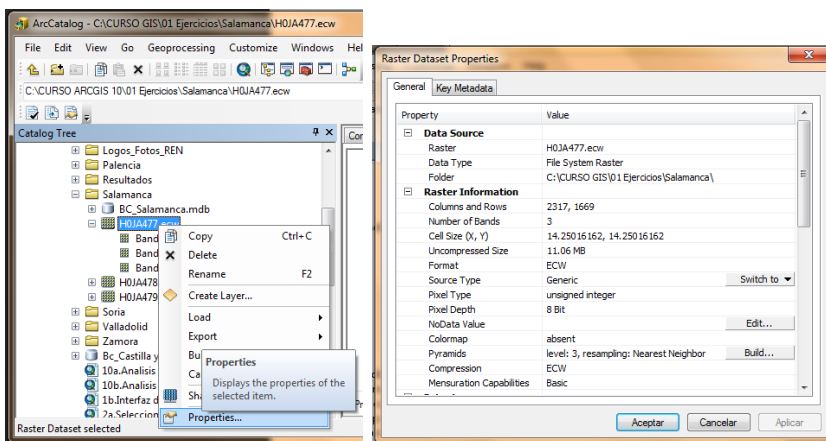 ArcCatalog - C:\CURSO GIS\01 Ejercicios\Salamanca\H0JA477.ecw
File Edit View Go Geoprocessing Customize Windows Hel
C:\CURSO ARCGIS 10\01 Ejercicios\Salamanca\H0JA477.ecw
Catalog Tree
Cor
Logos_Fotos_REN
Palencia
Resultados
Salamanca
BC_Salamanca.mdb
H0JA477.ecw
Band
Band
Band
H0JA478
H0JA479
Soria
Valladolid
Zamora
Bc_Castilla y
10a.Analisis
10b.Analisis
1b.Interfaz d
2a.Seleccion
Copy Ctrl+C
Delete
Rename F2
Create Layer...
Load
Export
Bu
Ca
Sh
Properties...
Properties
Displays the properties of the
selected item.
Pr
Raster Dataset selected
Raster Dataset Properties
General Key Metadata
Property Value
Data Source
Raster H0JA477.ecw
Data Type File System Raster
Folder C:\CURSO GIS\01 Ejercicios\Salamanca\
Raster Information
Columns and Rows 2317, 1669
Number of Bands 3
Cell Size (X, Y) 14.25016162, 14.25016162
Uncompressed Size 11.06 MB
Format ECW
Source Type Generic Switch to
Pixel Type unsigned integer
Pixel Depth 8 Bit
NoData Value Edit...
Colormap absent
Pyramids level: 3, resampling: Nearest Neighbor Build...
Compression ECW
Mensuration Capabilities Basic
Aceptar Cancelar Aplicar